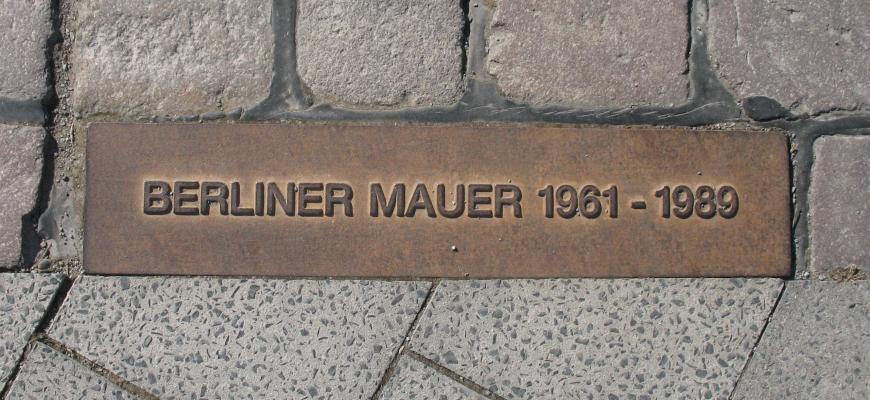 BERLINER MAUER 1961 - 1989